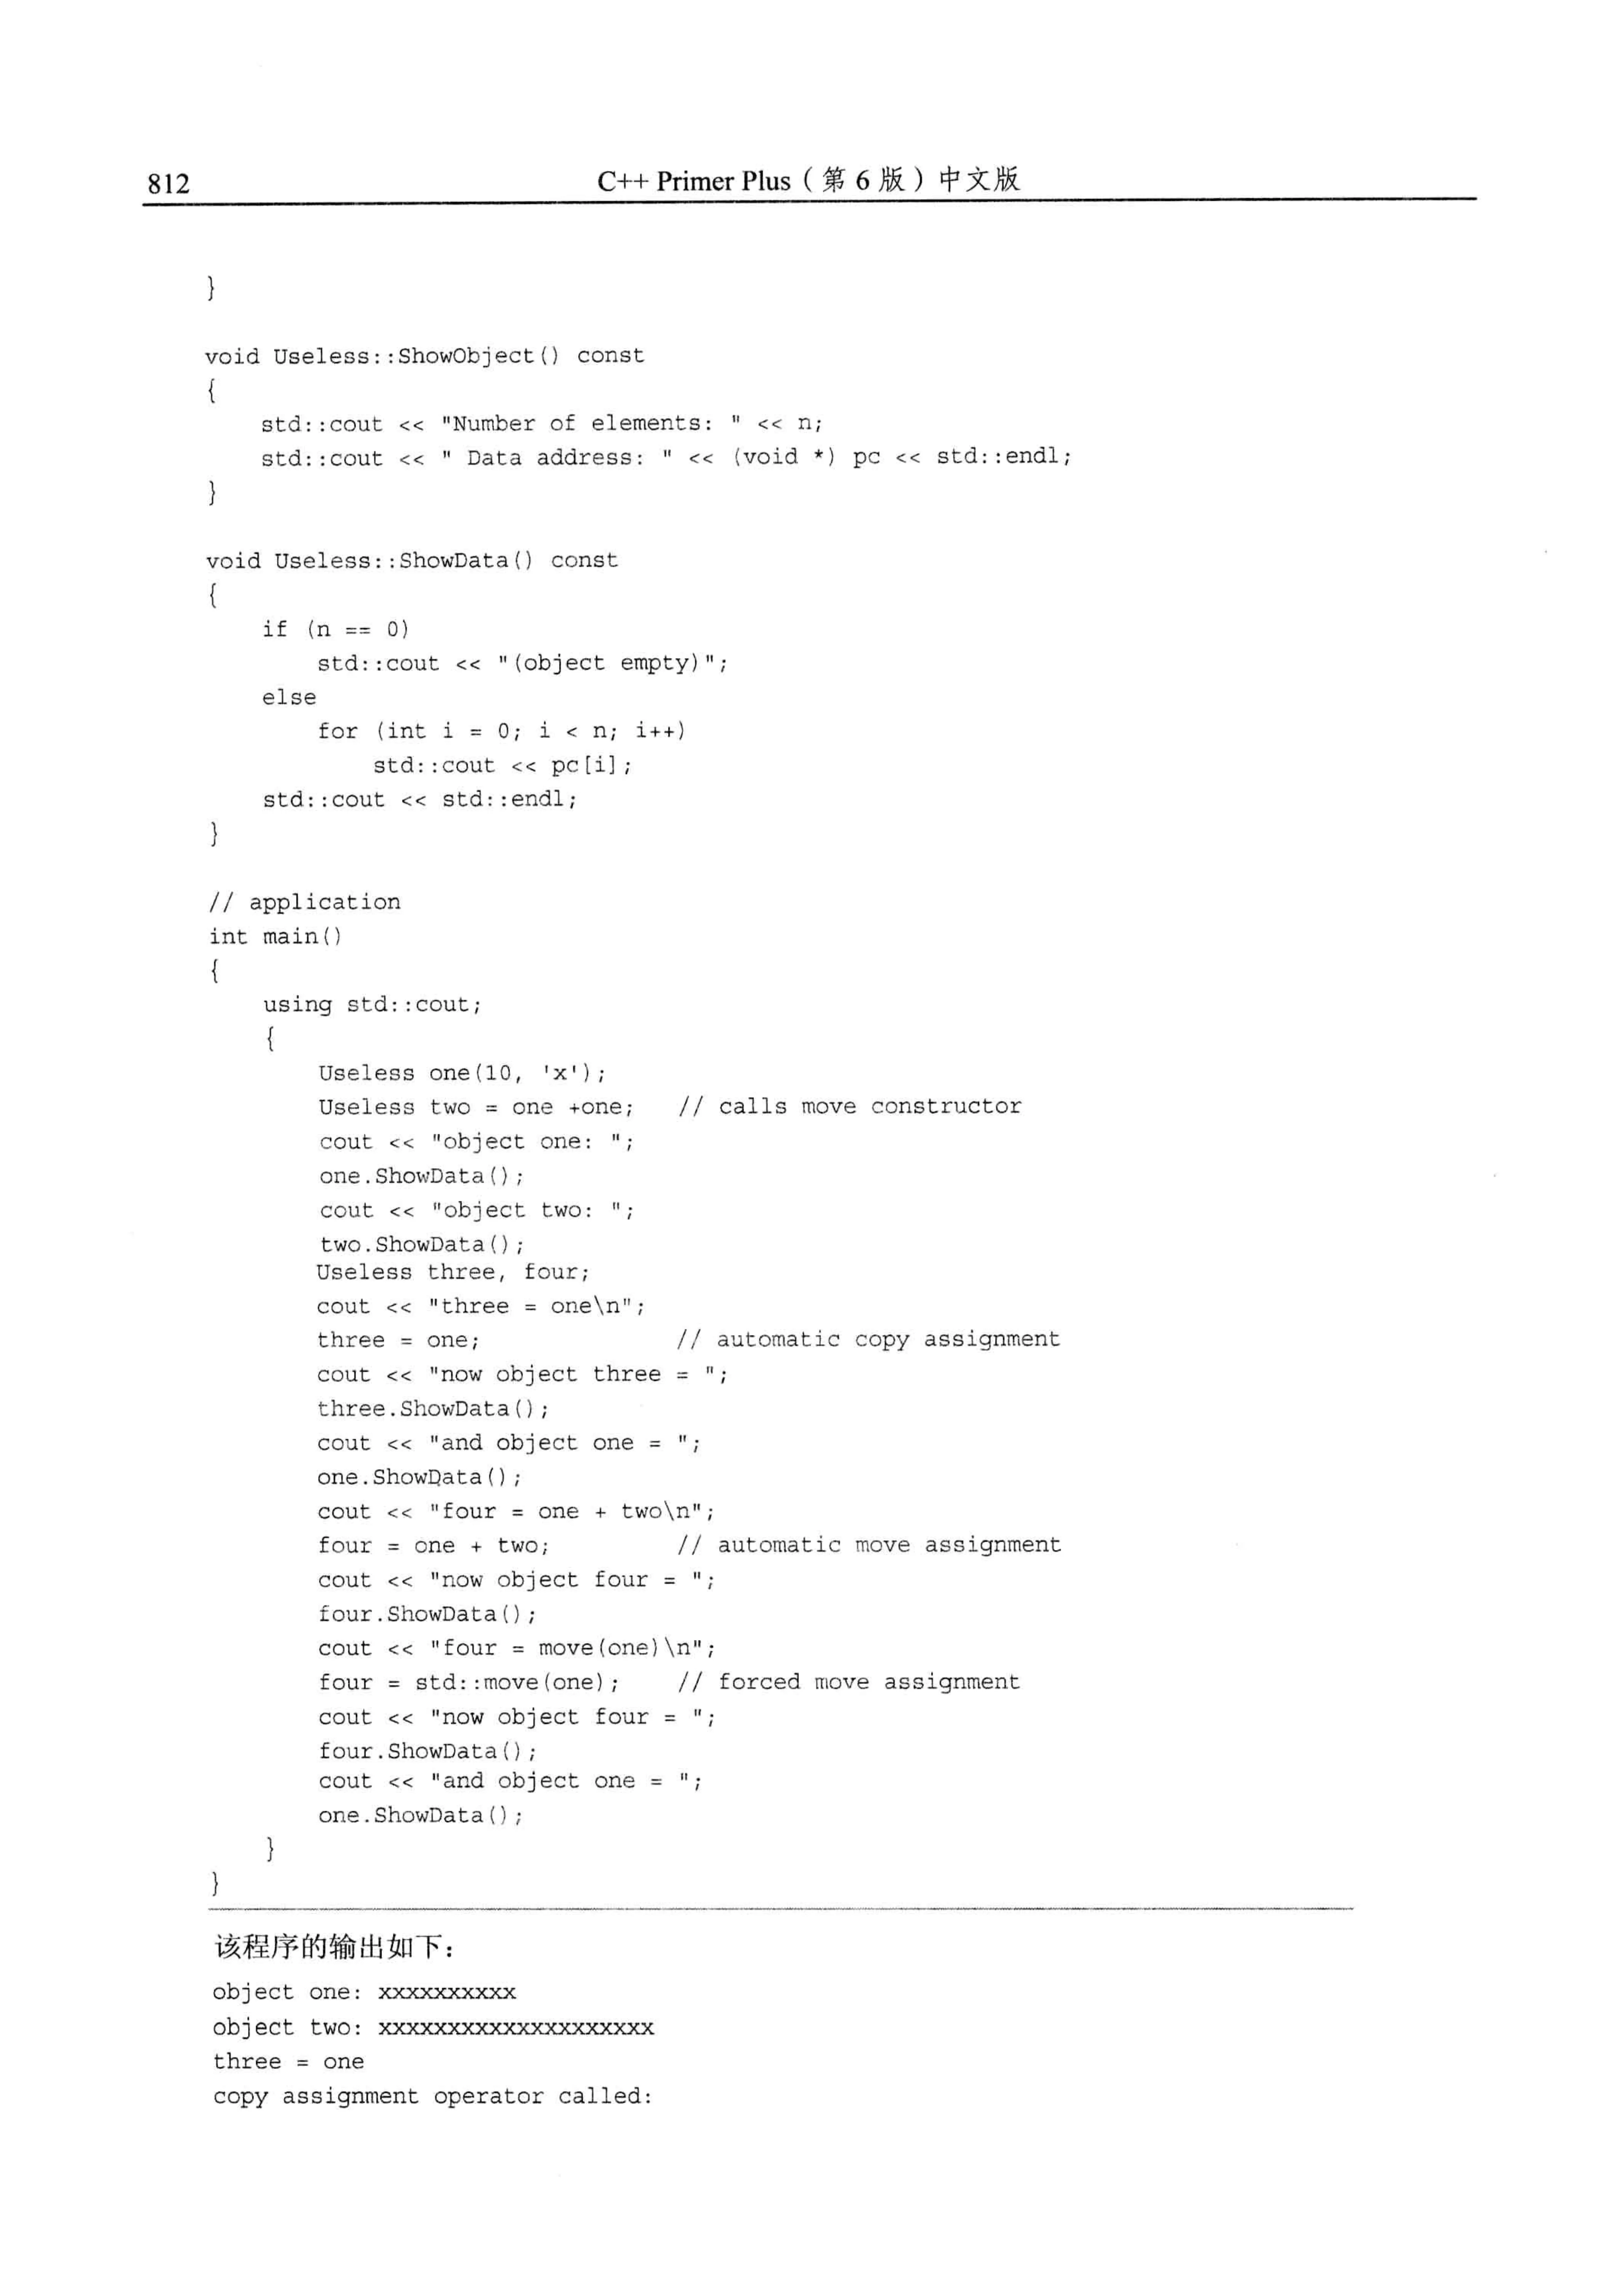 812
C++ Primer Plus（第 6 版）中文版
}
void Useless::ShowObject() const
{
    std::cout << "Number of elements: " << n;
    std::cout << " Data address: " << (void *) pc << std::endl;
}
void Useless::ShowData() const
{
    if (n == 0)
        std::cout << "(object empty)";
    else
        for (int i = 0; i < n; i++)
            std::cout << pc[i];
    std::cout << std::endl;
}
// application
int main()
{
    using std::cout;
    {
        Useless one(10, 'x');
        Useless two = one +one;   // calls move constructor
        cout << "object one: ";
        one.ShowData();
        cout << "object two: ";
        two.ShowData();
        Useless three, four;
        cout << "three = one\n";
        three = one;              // automatic copy assignment
        cout << "now object three = ";
        three.ShowData();
        cout << "and object one = ";
        one.ShowData();
        cout << "four = one + two\n";
        four = one + two;         // automatic move assignment
        cout << "now object four = ";
        four.ShowData();
        cout << "four = move(one)\n";
        four = std::move(one);    // forced move assignment
        cout << "now object four = ";
        four.ShowData();
        cout << "and object one = ";
        one.ShowData();
    }
}
该程序的输出如下：
object one: xxxxxxxxxx
object two: xxxxxxxxxxxxxxxxxxxx
three = one
copy assignment operator called: